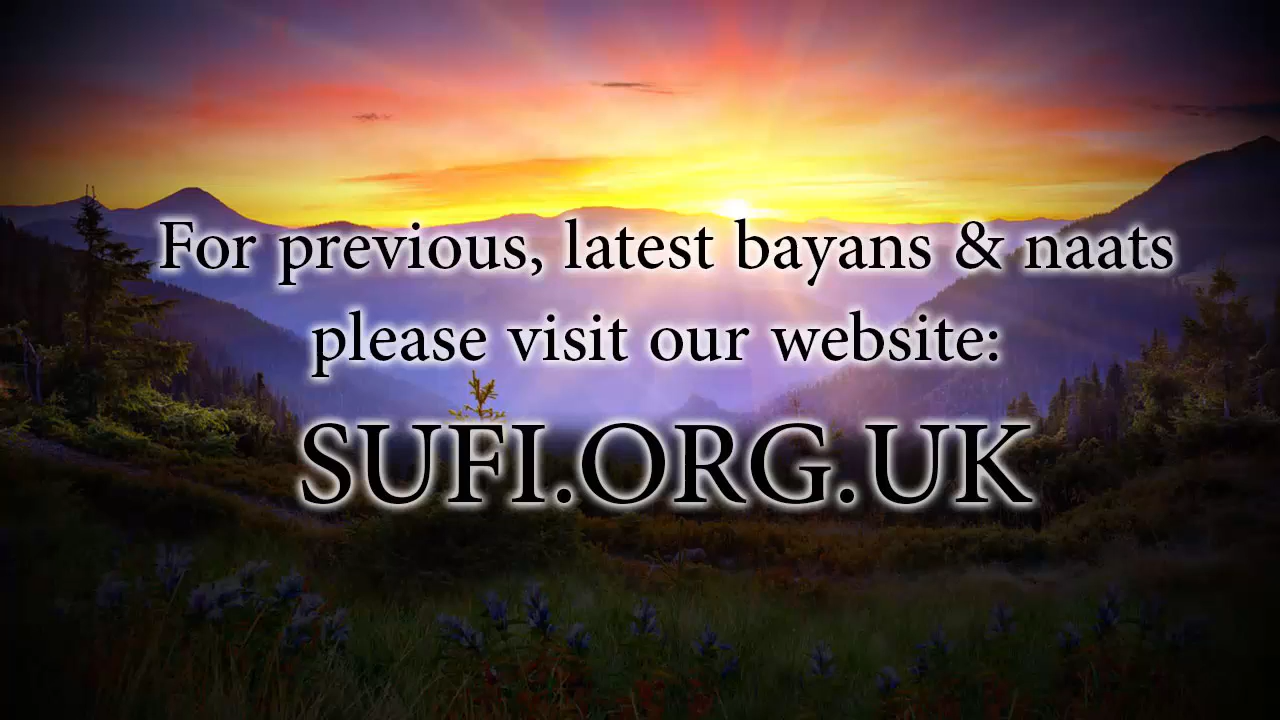 For previous, latest bayans & naats
please visit our website:
SUFI.ORG.UK